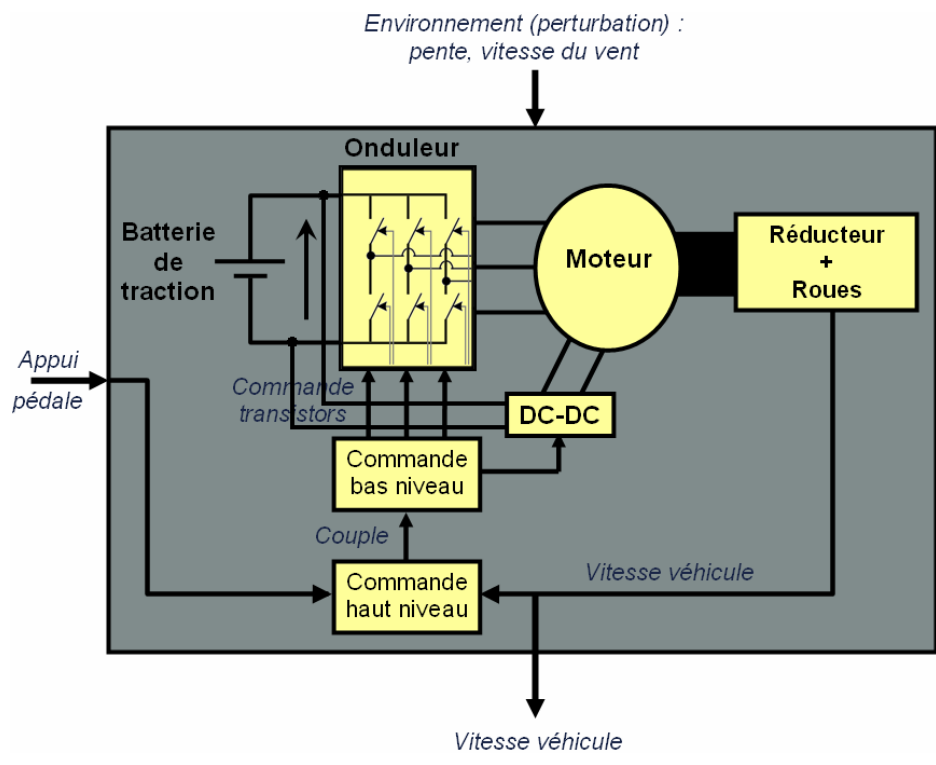 Environnement (perturbation) :
pente, vitesse du vent
Onduleur
Batterie
de
traction
Moteur
Réducteur
+
Roues
Appui
pédale
Commande
transistors
DC-DC
Commande
bas niveau
Couple
Commande
haut niveau
Vitesse véhicule
Vitesse véhicule